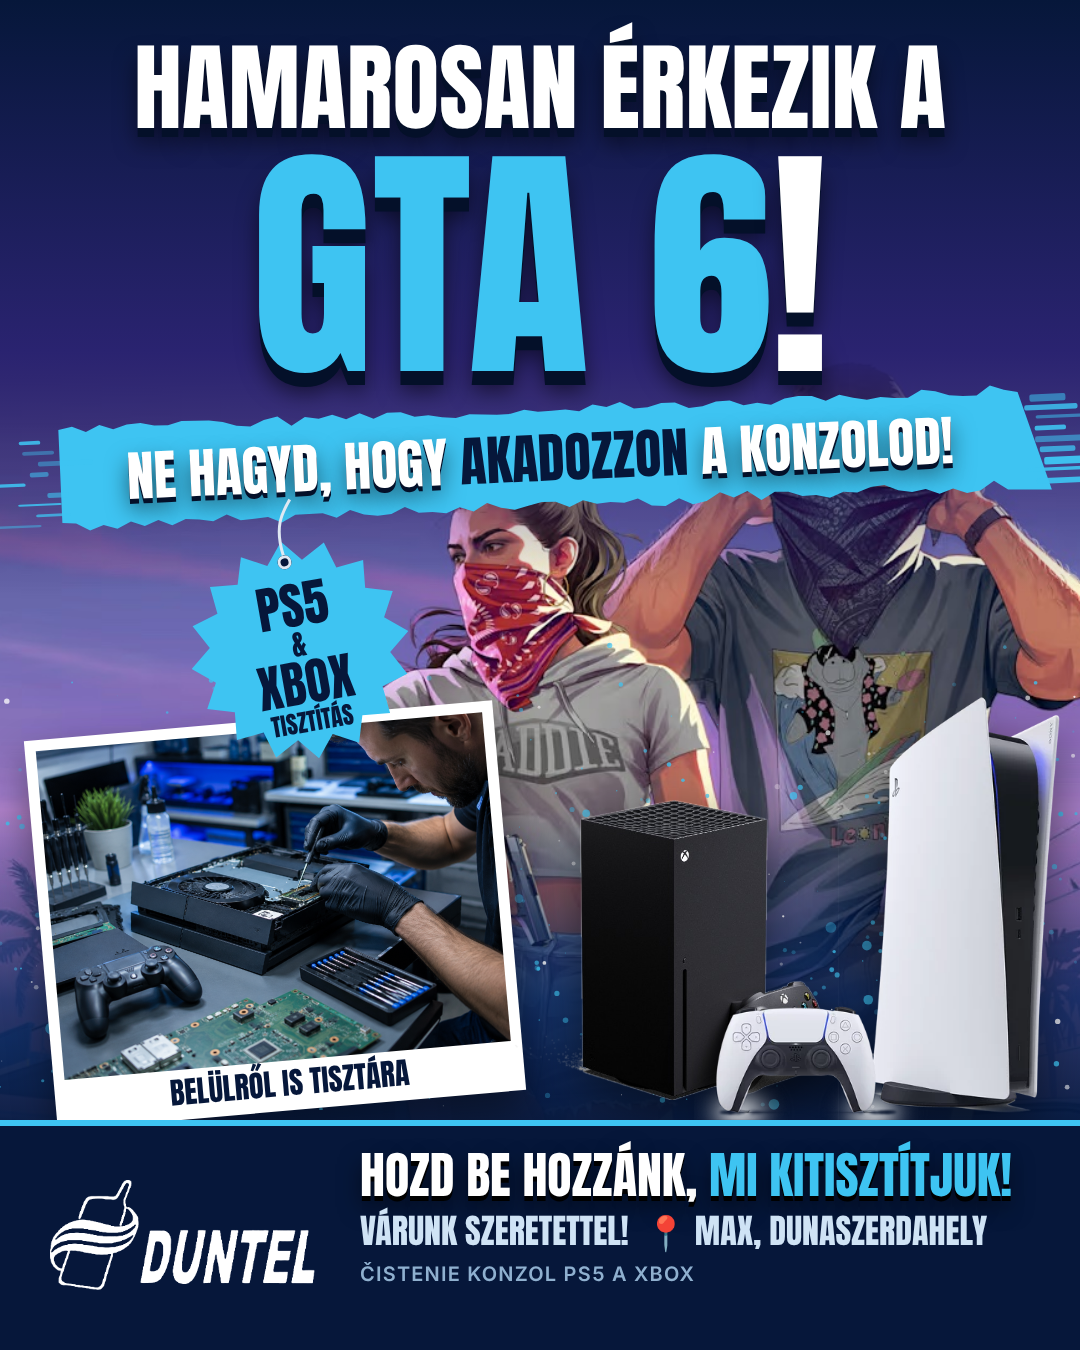 HAMAROSAN ÉRKEZIK A
GTA 6!
NE HAGYD, HOGY AKADOZZON A KONZOLOD!
PS5
&
XBOX
TISZTÍTÁS
BELÜLRŐL IS TISZTÁRA
HOZD BE HOZZÁNK, MI KITISZTÍTJUK!
VÁRUNK SZERETETTEL! 📍 MAX, DUNASZERDAHELY
ČISTENIE KONZOL PS5 A XBOX
DUNTEL